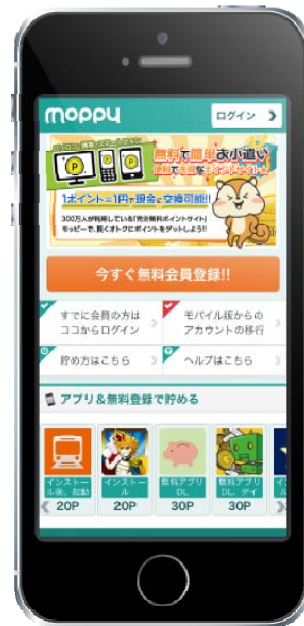 moppy
ログイン
無料で簡単お小遣い
1ポイント=1円で現金と交換可能!!
300万人が利用している「完全無料ポイントサイト」
モッピーで、賢くオトクにポイントをゲットしよう!!
今すぐ無料会員登録!!
すでに会員の方は
ココからログイン
モバイル版からの
アカウントの移行
貯め方はこちら
ヘルプはこちら
アプリ&無料登録で貯める
インストー
ル後、起動
20P
インストー
ル
20P
無料アプリ
DL
30P
無料アプリ
DL、デイ
30P